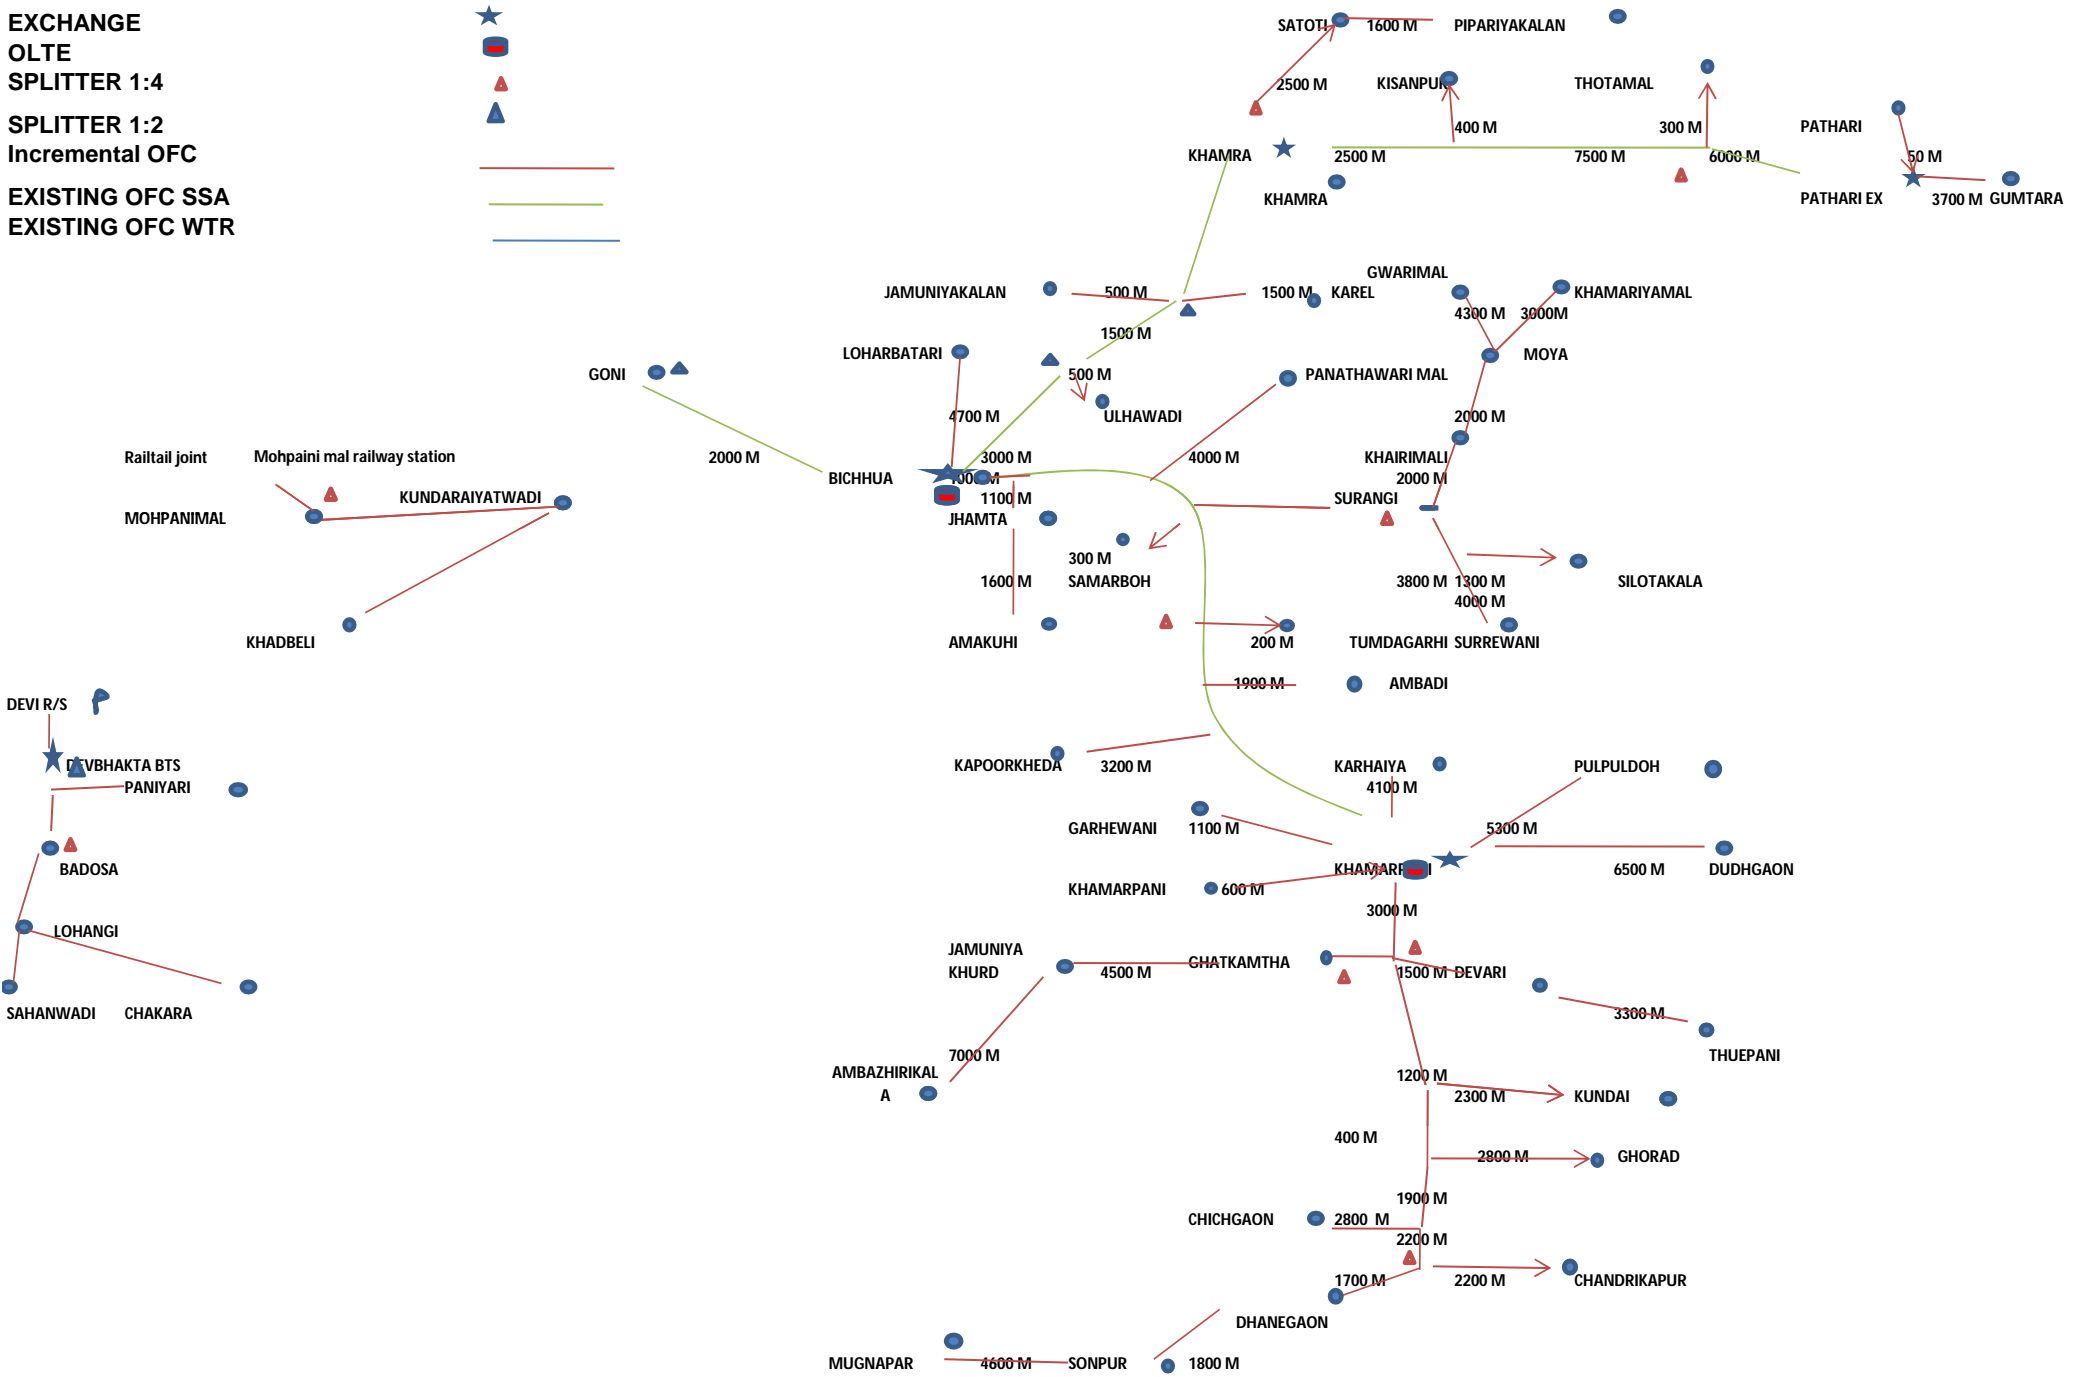 EXCHANGE
OLTE
SPLITTER 1:4
SPLITTER 1:2
Incremental OFC
EXISTING OFC SSA
EXISTING OFC WTR
SATOTI
1600 M
PIPARIYAKALAN
2500 M
KISANPUR
THOTAMAL
400 M
300 M
PATHARI
KHAMRA
2500 M
7500 M
6000 M
50 M
KHAMRA
PATHARI EX
3700 M
GUMTARA
JAMUNIYAKALAN
500 M
1500 M
KAREL
GWARIMAL
KHAMARIYAMAL
4300 M
3000M
1500 M
LOHARBATARI
MOYA
GONI
500 M
PANATHAWARI MAL
4700 M
ULHAWADI
2000 M
Railtail joint
Mohpaini mal railway station
2000 M
3000 M
4000 M
KHAIRIMALI
BICHHUA
2000 M
KUNDARAIYATWADI
1100 M
SURANGI
MOHPANIMAL
JHAMTA
300 M
1600 M
SAMARBOH
3800 M
1300 M
SILOTAKALA
4000 M
KHADBELI
AMAKUHI
200 M
TUMDAGARHI
SURREWANI
1900 M
AMBADI
DEVI R/S
DEVBHAKTA BTS
PANIYARI
KAPOORKHEDA
3200 M
KARHAIYA
PULPULDOH
4100 M
GARHEWANI
1100 M
5300 M
BADOSA
KHAMARPANI
6500 M
DUDHGAON
KHAMARPANI
600 M
3000 M
LOHANGI
JAMUNIYA
KHURD
4500 M
GHATKAMTHA
1500 M
DEVARI
SAHANWADI
CHAKARA
3300 M
7000 M
THUEPANI
AMBAZHIRIKAL
A
1200 M
2300 M
KUNDAI
400 M
2800 M
GHORAD
1900 M
CHICHGAON
2800 M
2200 M
1700 M
2200 M
CHANDRIKAPUR
DHANEGAON
MUGNAPAR
4600 M
SONPUR
1800 M